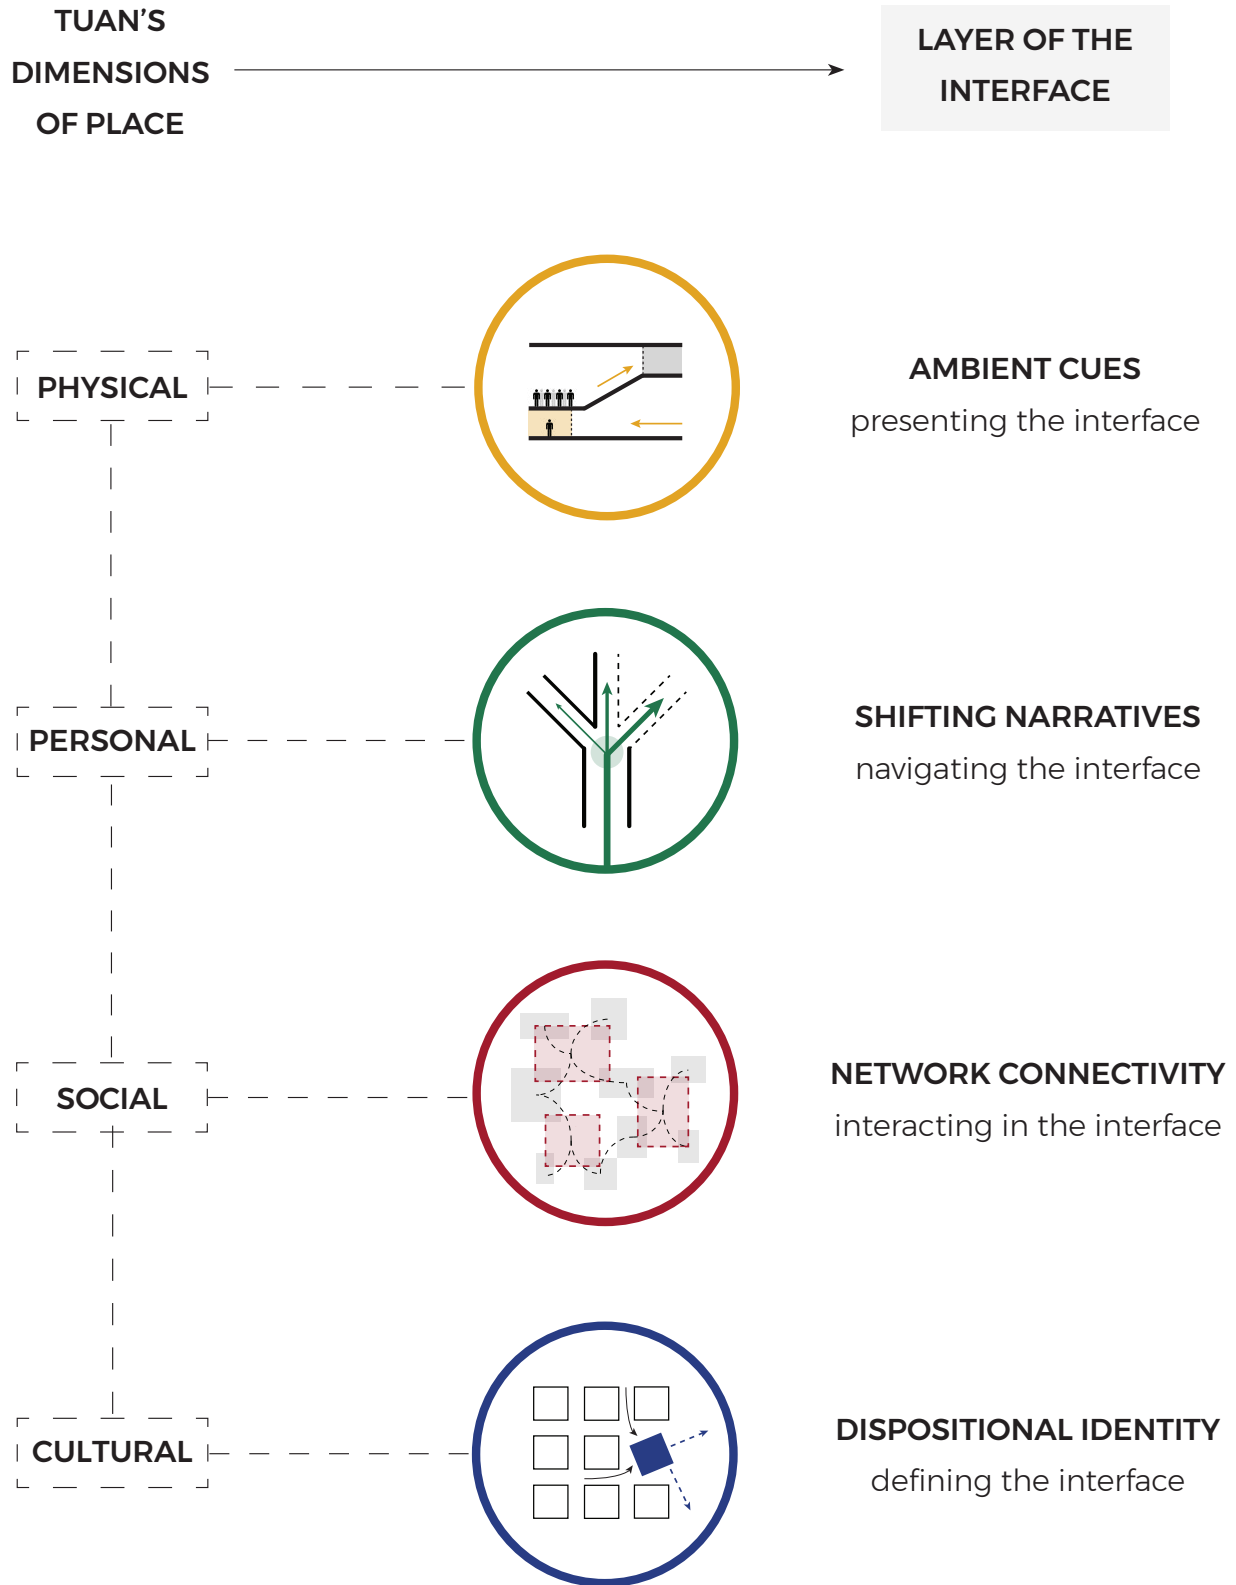 TUAN’S
DIMENSIONS
OF PLACE
LAYER OF THE
INTERFACE
PHYSICAL
AMBIENT CUES
presenting the interface
PERSONAL
SHIFTING NARRATIVES
navigating the interface
SOCIAL
NETWORK CONNECTIVITY
interacting in the interface
CULTURAL
DISPOSITIONAL IDENTITY
defining the interface